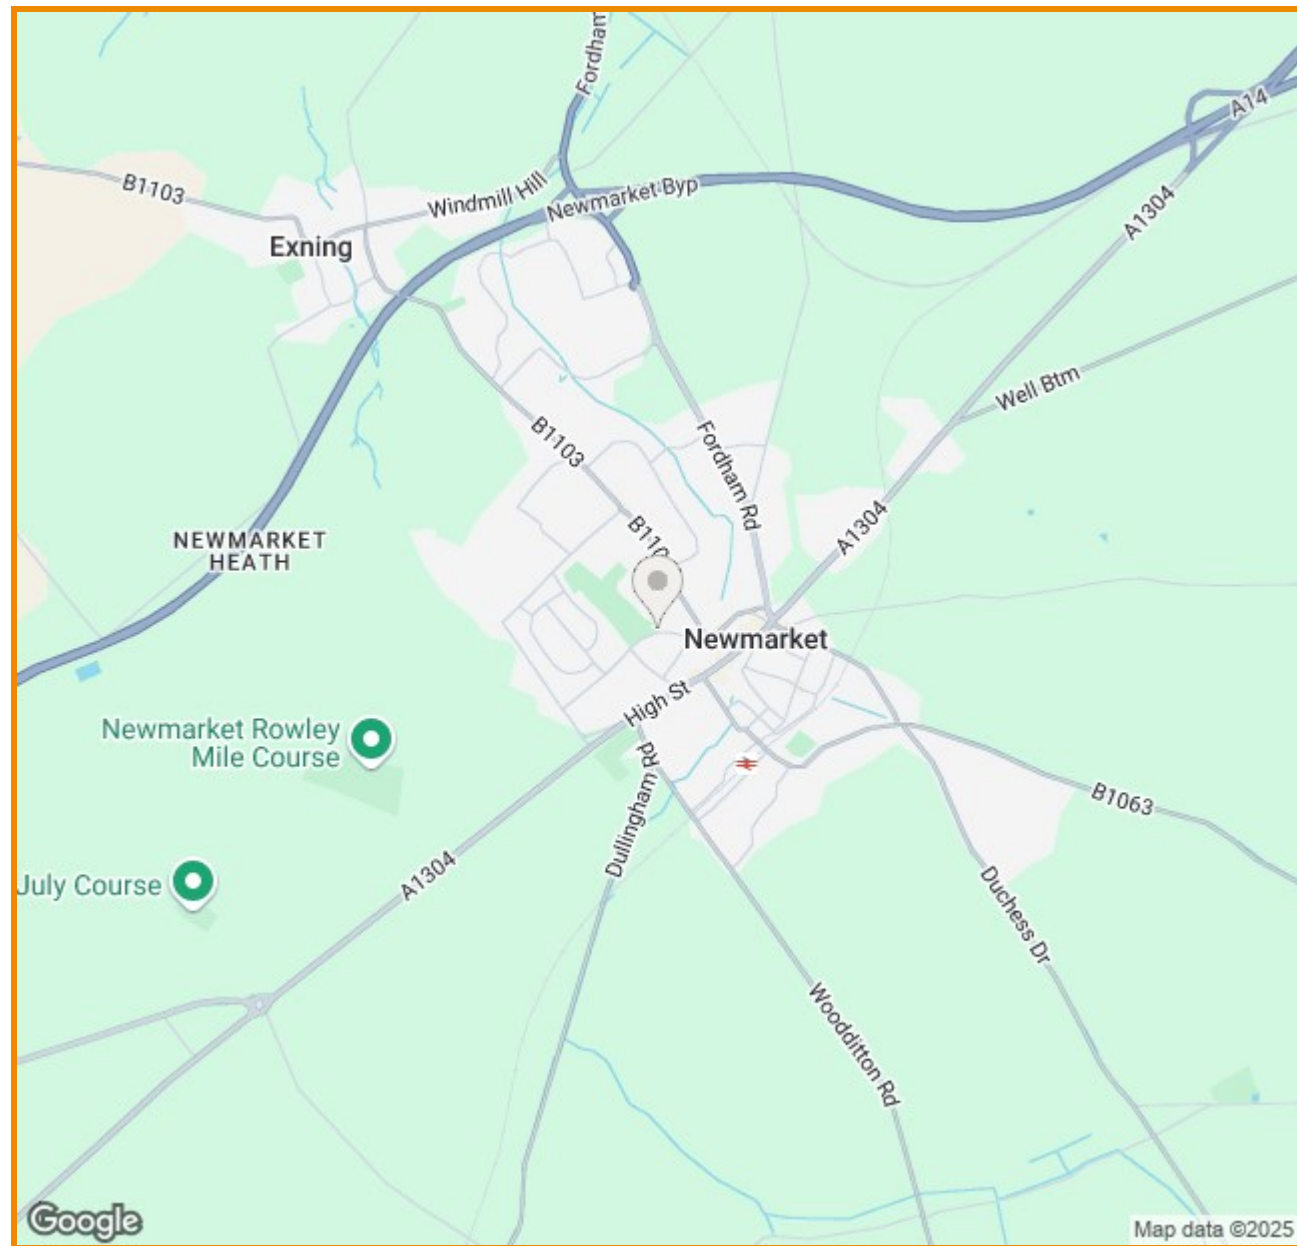 Fordham
A14
B1103
Windmill Hill
Newmarket Byp
A1304
Exning
Well Btm
B1103
Fordham Rd
A1304
B110
NEWMARKET
HEATH
Newmarket
High St
Newmarket Rowley
Mile Course
Dullingham Rd
B1063
July Course
A1304
Duchess Dr
Woodditton Rd
Google
Map data ©2025